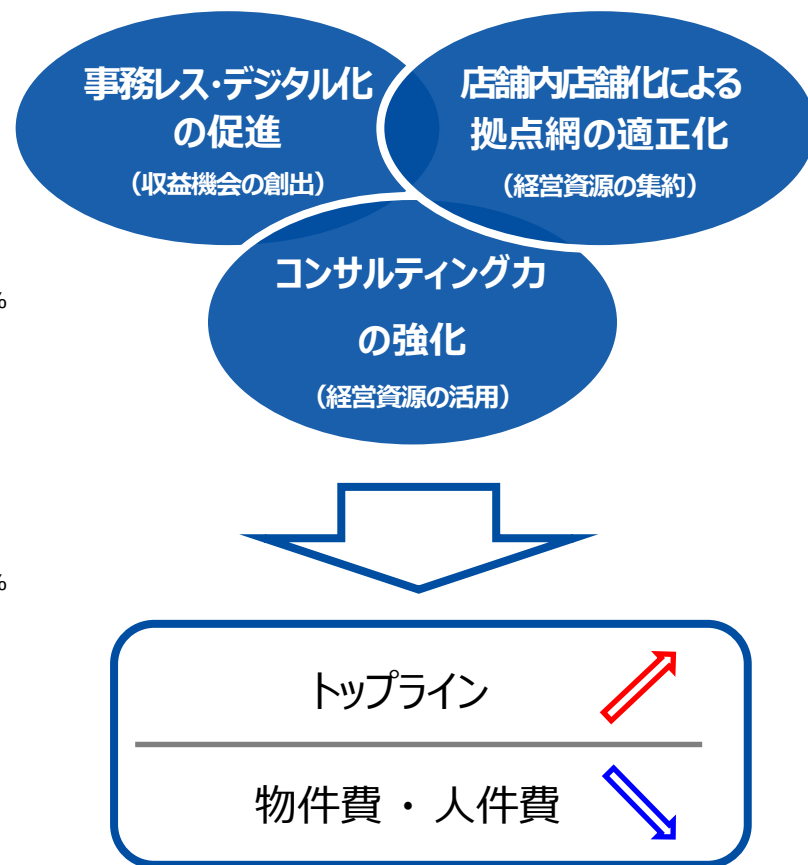 事務レス・デジタル化
の促進
（収益機会の創出）
店舗内店舗化による
拠点網の適正化
（経営資源の集約）
コンサルティング力
の強化
（経営資源の活用）
%
%
トップライン
物件費 ・ 人件費